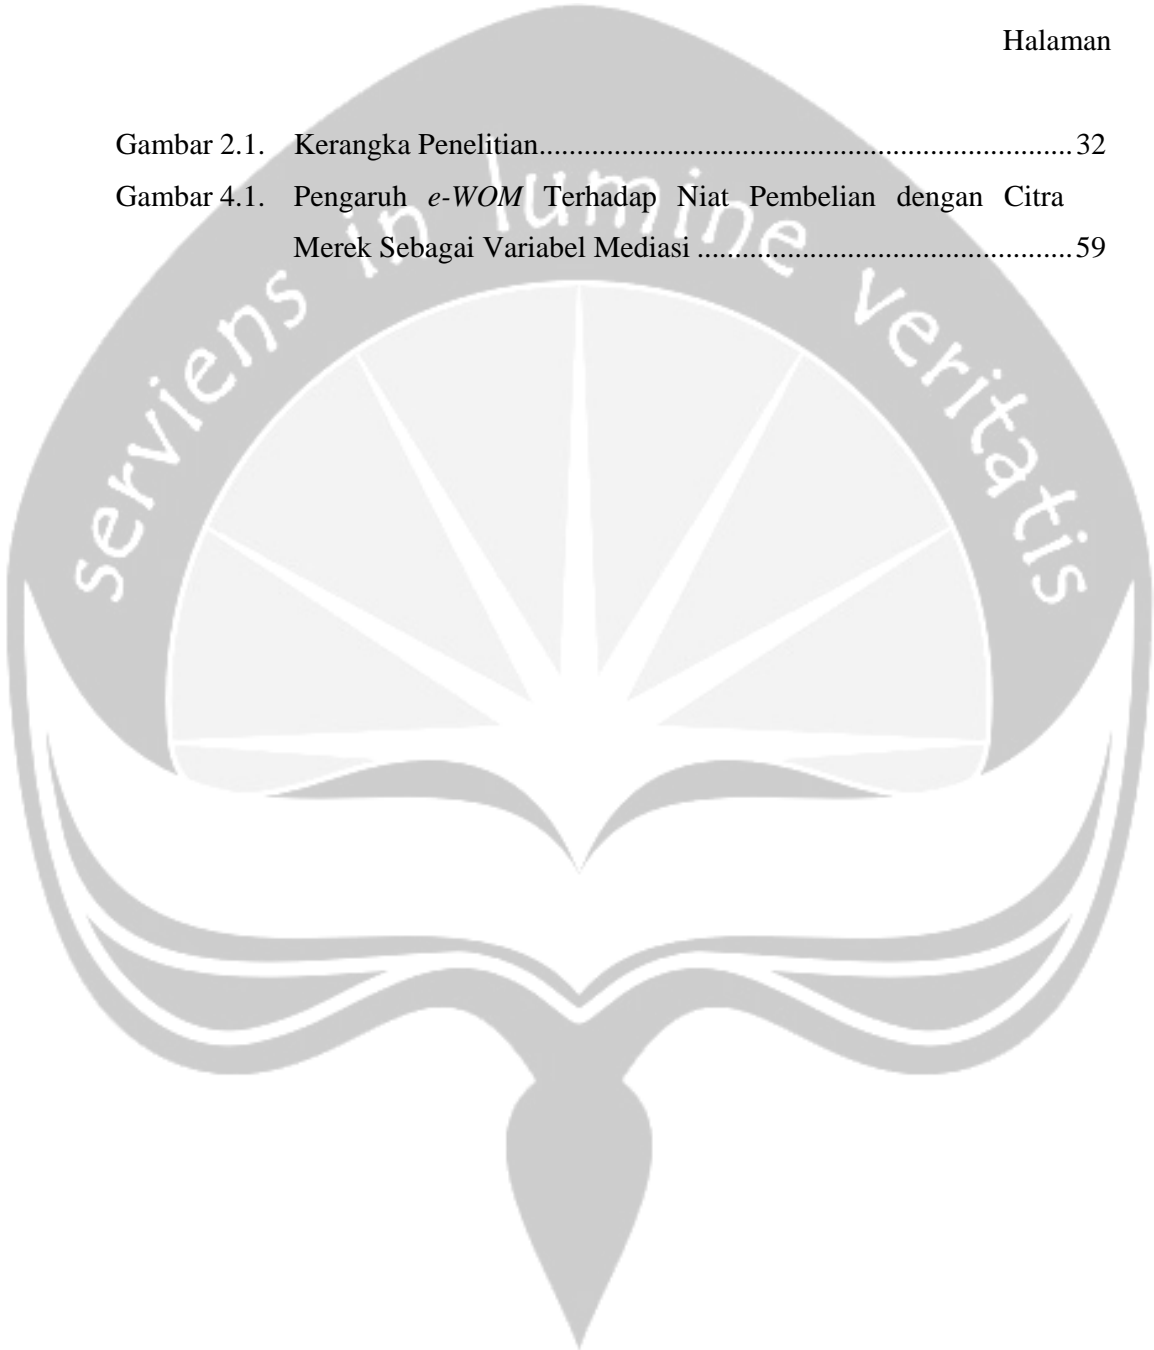 Halaman
Gambar 2.1. Kerangka Penelitian........................................................................ 32
Gambar 4.1. Pengaruh e-WOM Terhadap Niat Pembelian dengan Citra
Merek Sebagai Variabel Mediasi .................................................. 59
serviens in lumine veritatis